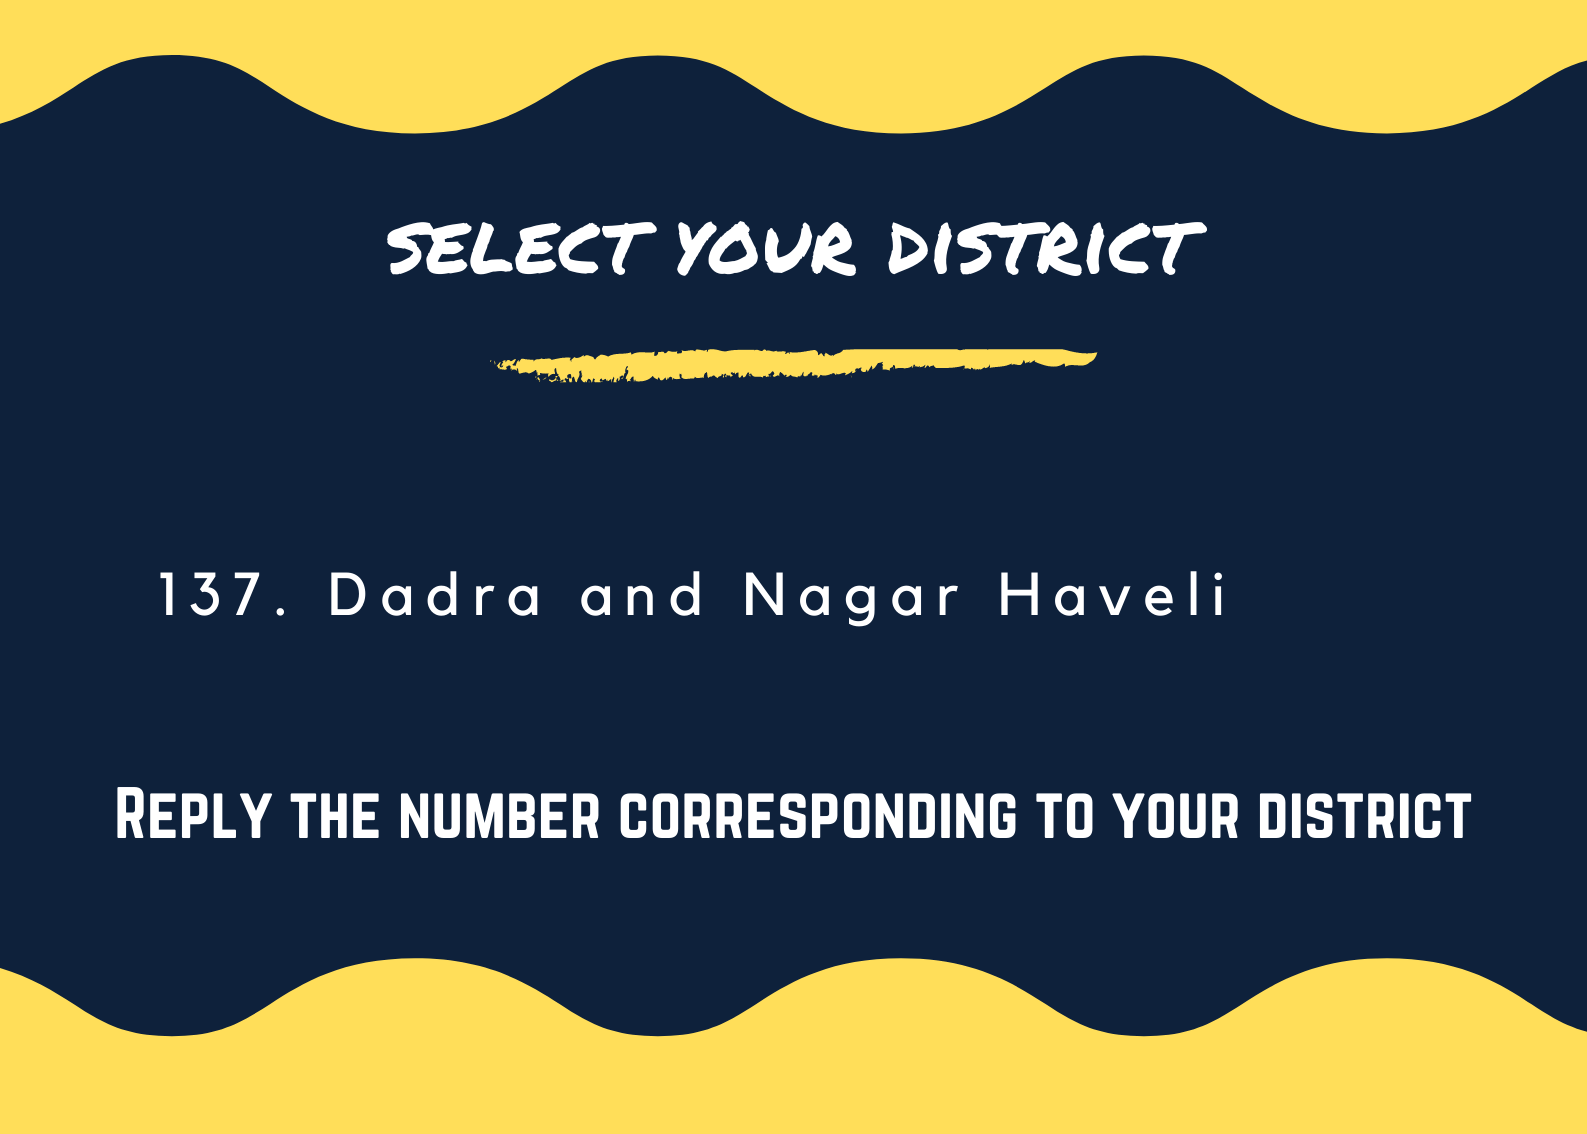 SELECT YOUR DISTRICT
137. Dadra and Nagar Haveli
REPLY THE NUMBER CORRESPONDING TO YOUR DISTRICT